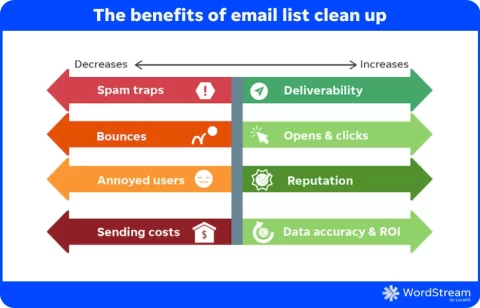 The benefits of email list clean up
Decreases
Increases
Spam traps
Deliverability
Bounces
Opens & clicks
Annoyed users
Reputation
Sending costs
$
Data accuracy & ROI
WordStream
by LocaliQ